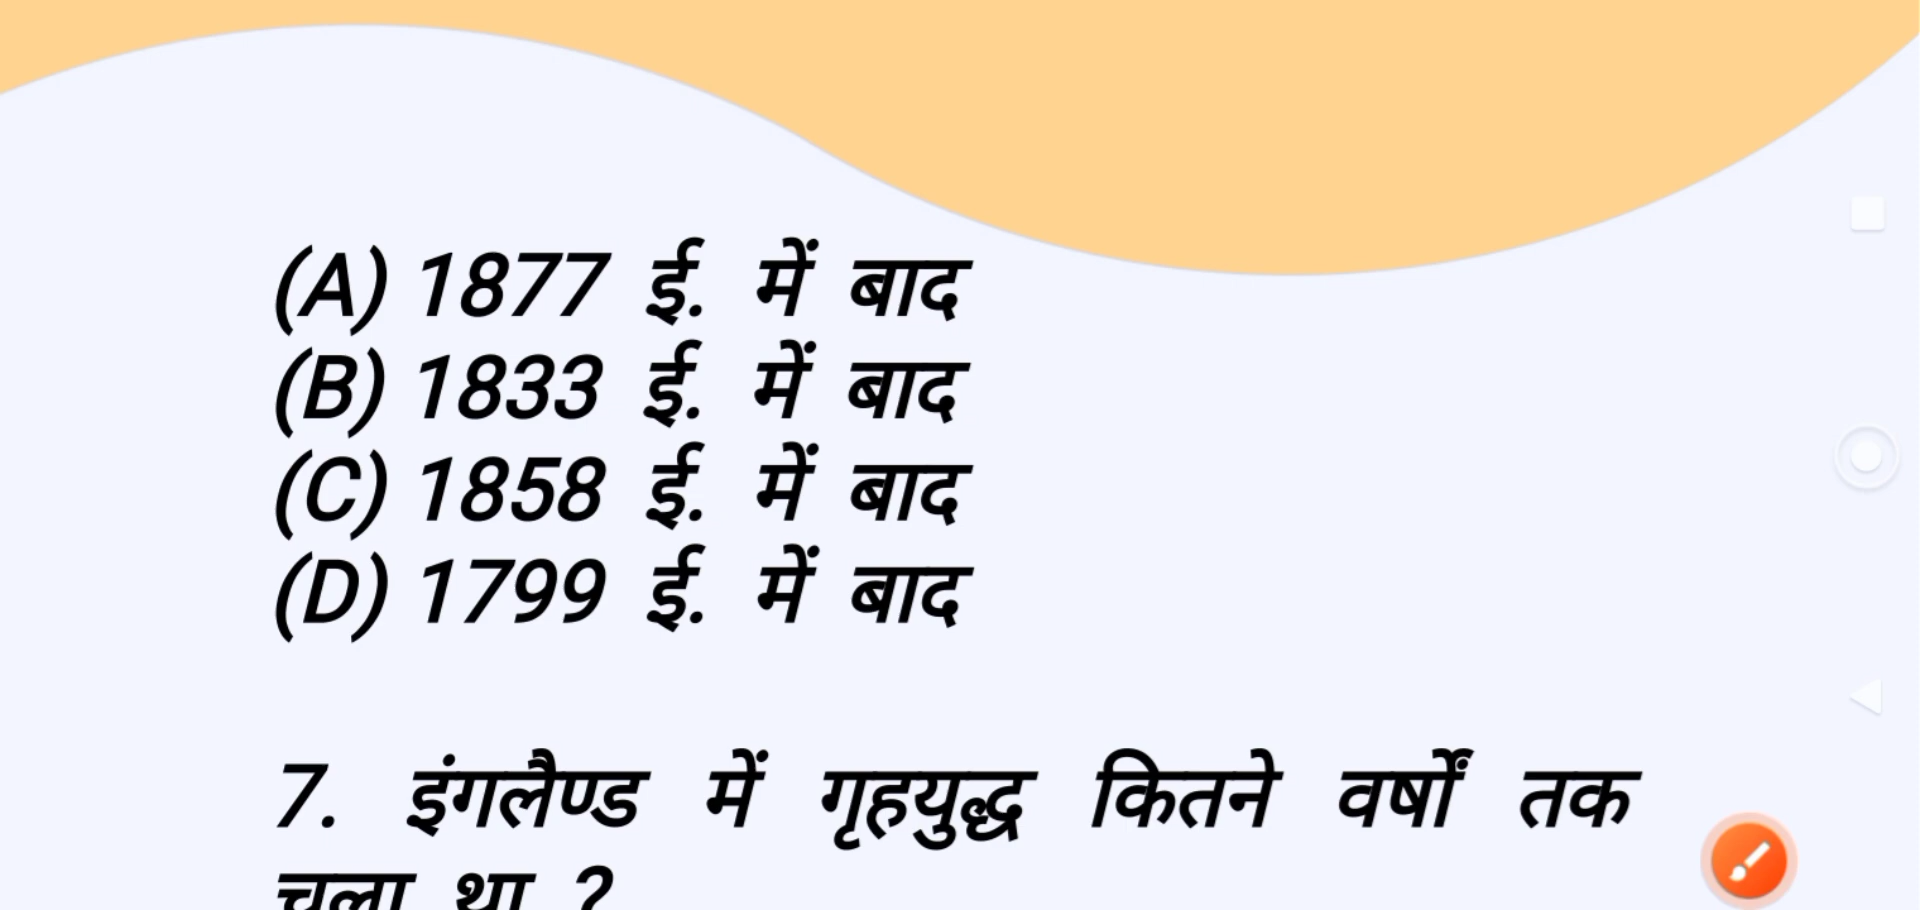 (A) 1877 ई. में बाद
(B) 1833 ई. में बाद
(C) 1858 ई. में बाद
(D) 1799 ई. में बाद
7. इंगलैण्ड में गृहयुद्ध कितने वर्षों तक
चला था ?